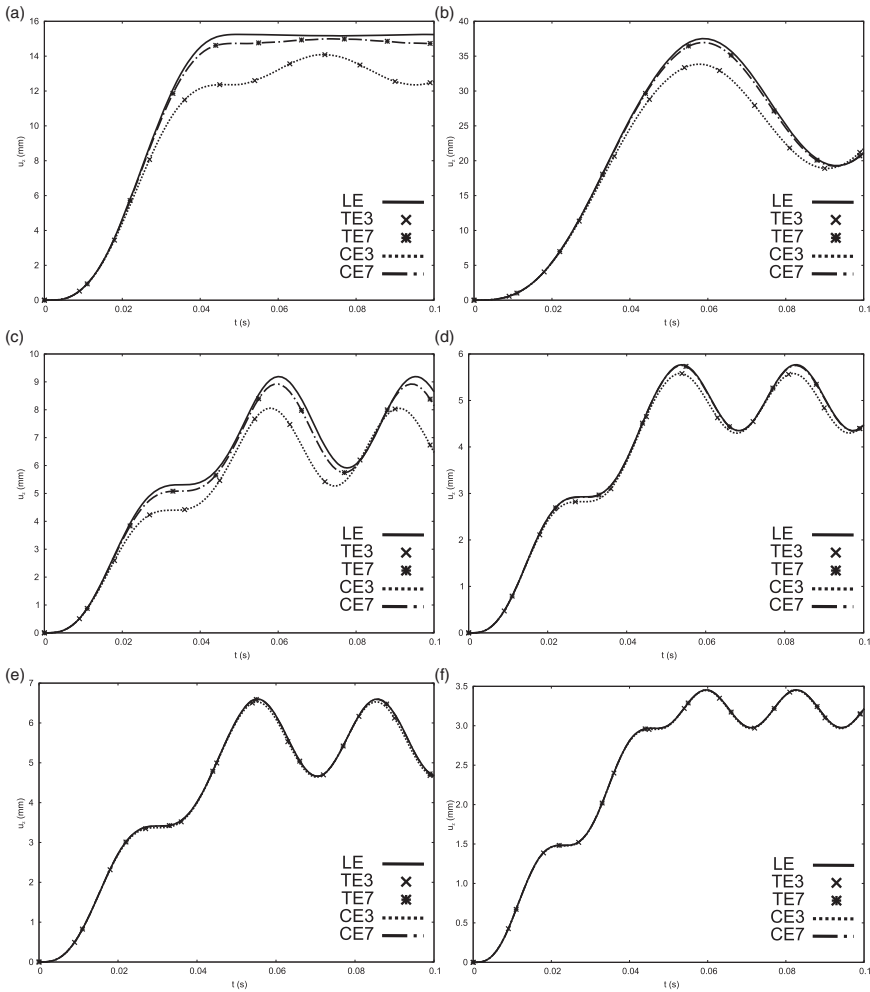 (a)
16
14
12
10
8
6
4
2
0
u_z (mm)
0
0.02
0.04
0.06
0.08
0.1
t (s)
LE
TE3
TE7
CE3
CE7
(b)
40
35
30
25
20
15
10
5
0
u_z (mm)
0
0.02
0.04
0.06
0.08
0.1
t (s)
LE
TE3
TE7
CE3
CE7
(c)
10
9
8
7
6
5
4
3
2
1
0
u_z (mm)
0
0.02
0.04
0.06
0.08
0.1
t (s)
LE
TE3
TE7
CE3
CE7
(d)
6
5
4
3
2
1
0
u_z (mm)
0
0.02
0.04
0.06
0.08
0.1
t (s)
LE
TE3
TE7
CE3
CE7
(e)
7
6
5
4
3
2
1
0
u_z (mm)
0
0.02
0.04
0.06
0.08
0.1
t (s)
LE
TE3
TE7
CE3
CE7
(f)
3.5
3.0
2.5
2.0
1.5
1.0
0.5
0.0
u_z (mm)
0
0.02
0.04
0.06
0.08
0.1
t (s)
LE
TE3
TE7
CE3
CE7